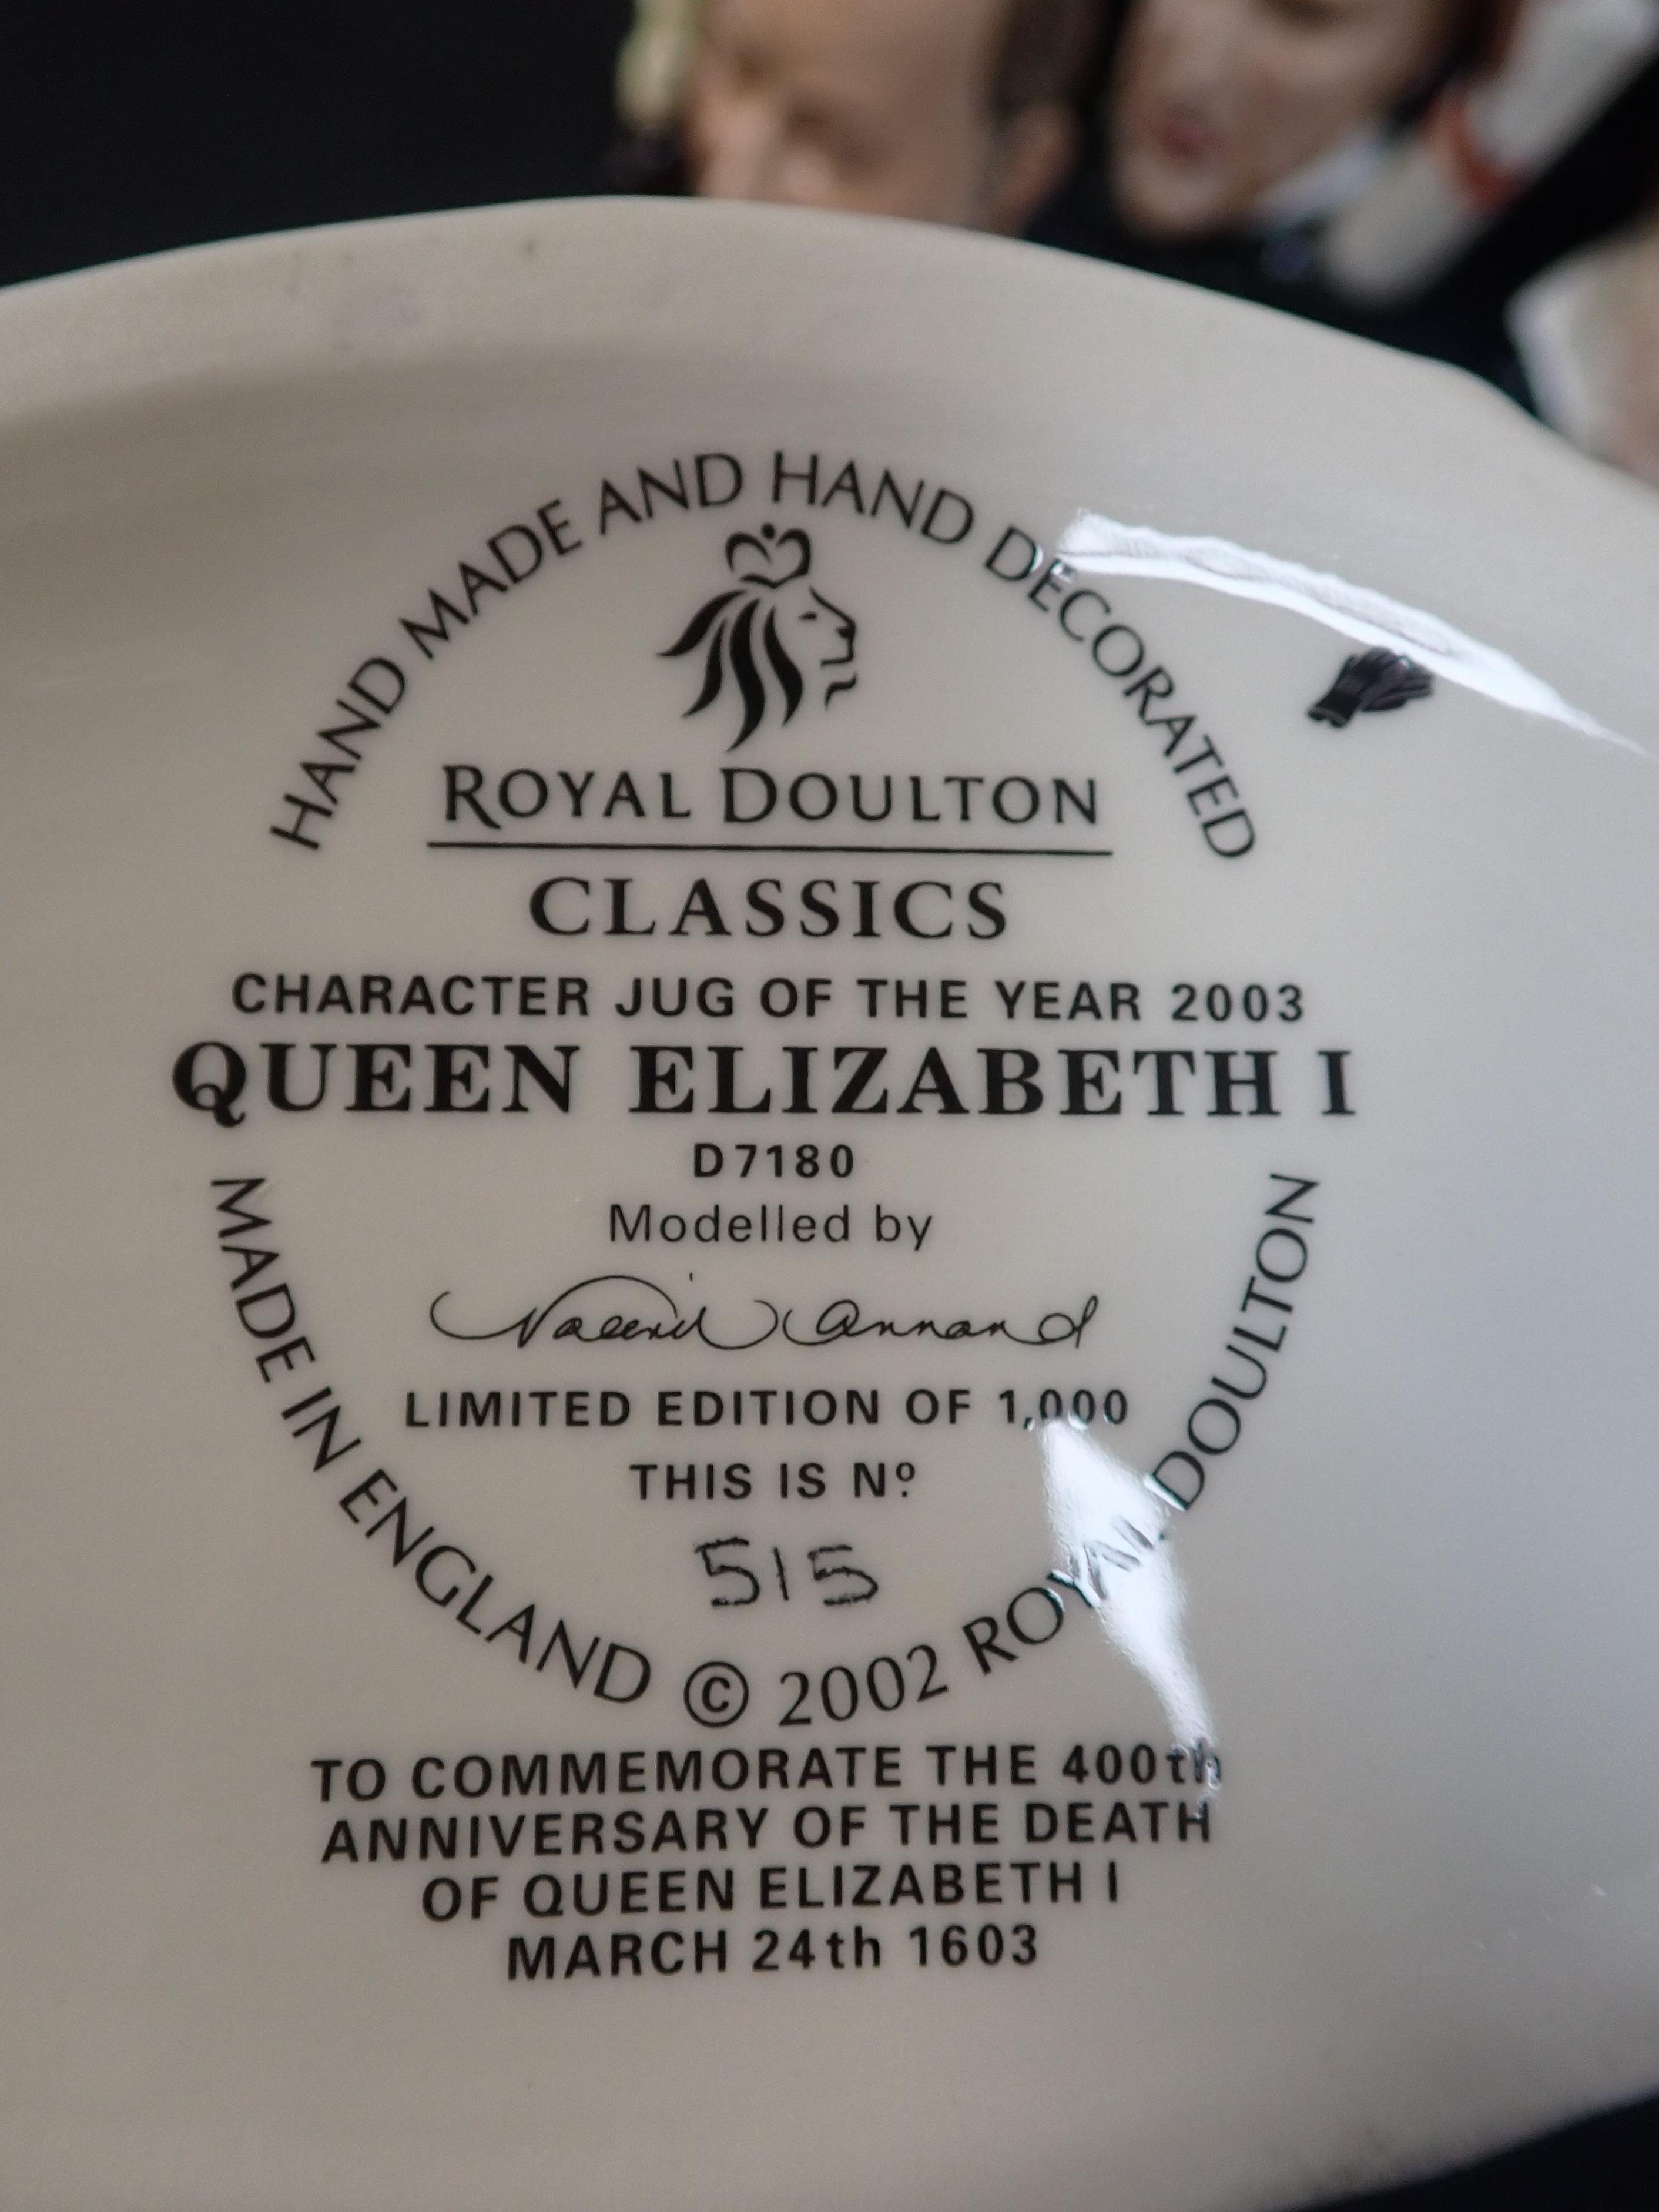 HAND MADE AND HAND DECORATED
ROYAL DOULTON
CLASSICS
CHARACTER JUG OF THE YEAR 2003
QUEEN ELIZABETH I
D7180
Modelled by
Valerie Annand
LIMITED EDITION OF 1,000
THIS IS Nº
515
MADE IN ENGLAND © 2002 ROYAL DOULTON
TO COMMEMORATE THE 400th
ANNIVERSARY OF THE DEATH
OF QUEEN ELIZABETH I
MARCH 24th 1603